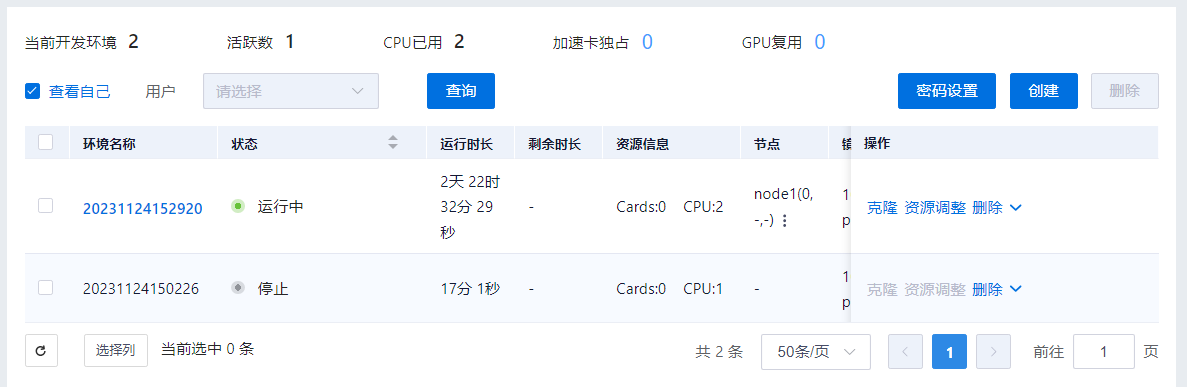 当前开发环境 2 活跃数 1 CPU已用 2 加速卡独占 0 GPU复用 0
查看自己 用户 请选择 查询 密码设置 创建 删除
环境名称 状态 运行时长 剩余时长 资源信息 节点 操作
20231124152920 运行中 2天 22时 32分 29秒 - Cards:0 CPU:2 node1(0,-,-) 1 p 克隆 资源调整 删除
20231124150226 停止 17分 1秒 - Cards:0 CPU:1 - 1 p 克隆 资源调整 删除
选择列 当前选中 0 条 共 2 条 50条/页 1 前往 1 页